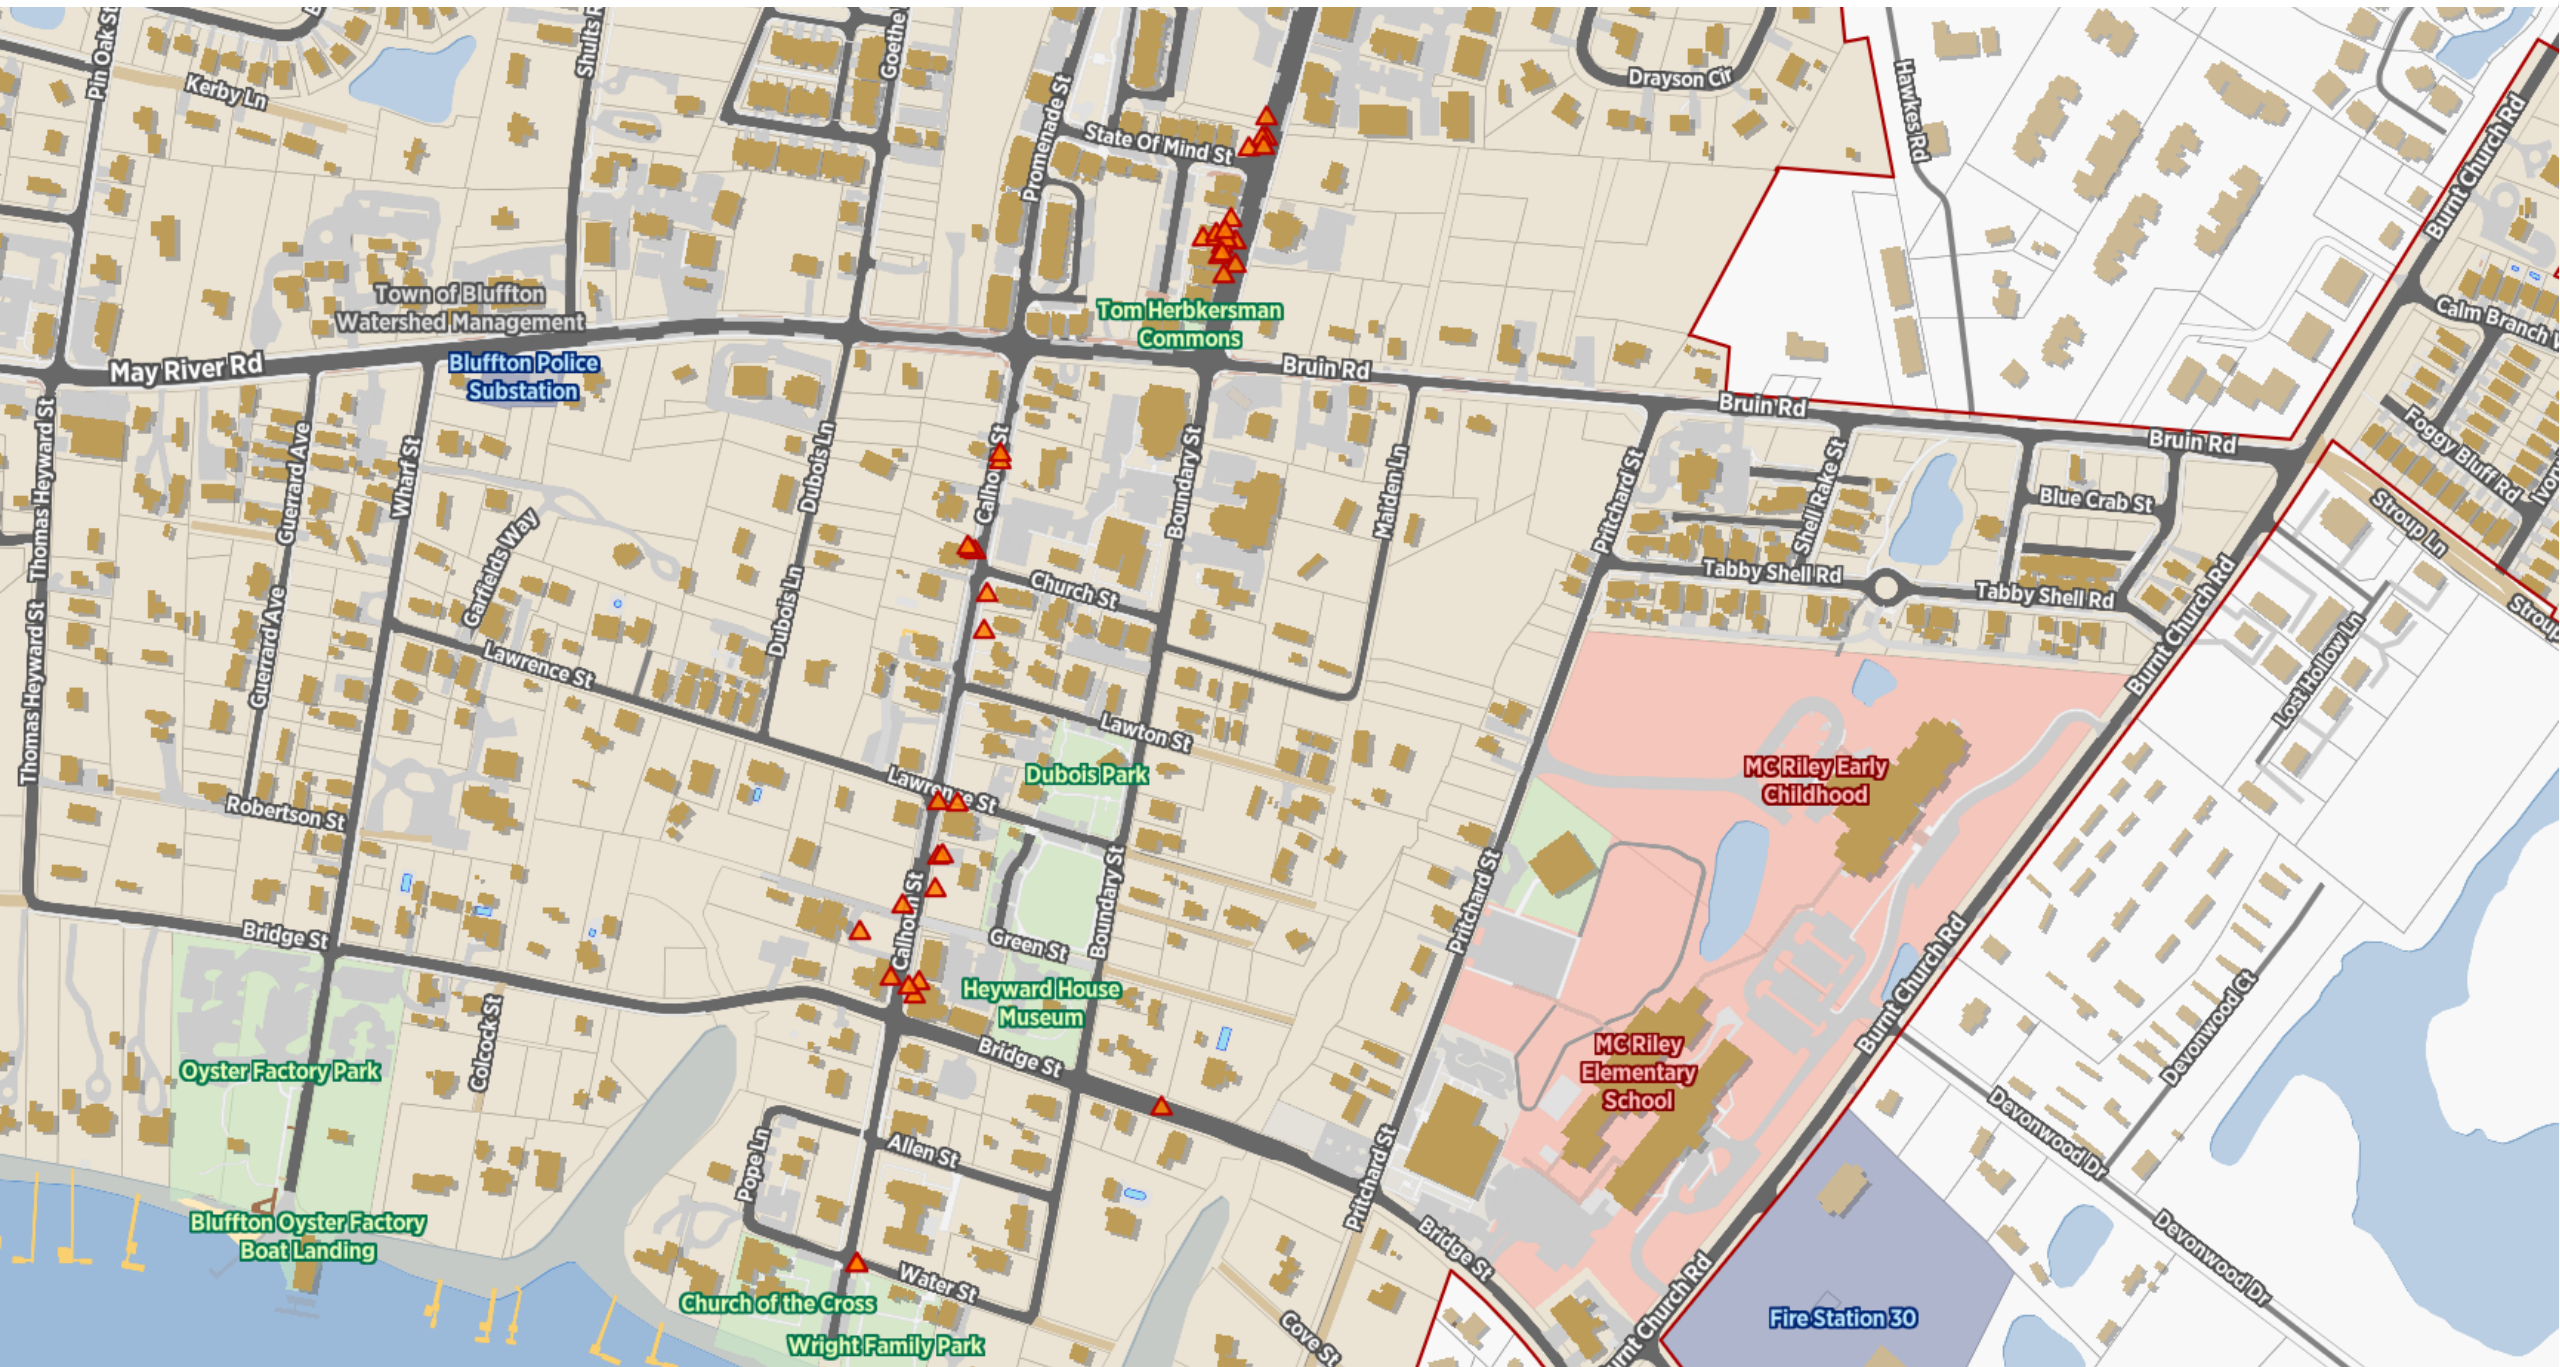 Pin Oak St
Shults R
Goethe
Kerby Ln
Promenade St
State Of Mind St
Drayson Cir
Hawkes Rd
Burnt Church Rd
Town of Bluffton
Watershed Management
Tom Herbkersman
Commons
Calm Branch
May River Rd
Bluffton Police
Substation
Bruin Rd
Bruin Rd
Bruin Rd
Thomas Heyward St
Guerrard Ave
Wharf St
Dubois Ln
Calhoun St
Boundary St
Maiden Ln
Pritchard St
Shell Rake St
Blue Crab St
Foggy Bluff Rd
Stroup Ln
Stroup
Garfields Way
Church St
Tabby Shell Rd
Tabby Shell Rd
Burnt Church Rd
Lost Hollow Ln
Thomas Heyward St
Guerrard Ave
Lawrence St
Dubois Ln
Lawton St
Robertson St
Lawrence St
Dubois Park
MC Riley Early
Childhood
Bridge St
Calhoun St
Green St
Boundary St
Pritchard St
Burnt Church Rd
Heyward House
Museum
Colcock St
Oyster Factory Park
Bridge St
MC Riley
Elementary
School
Devonwood Ct
Devonwood Dr
Pope Ln
Allen St
Pritchard St
Bluffton Oyster Factory
Boat Landing
Bridge St
Devonwood Dr
Water St
Church of the Cross
Wright Family Park
Cove St
urnt Church Rd
Fire Station 30